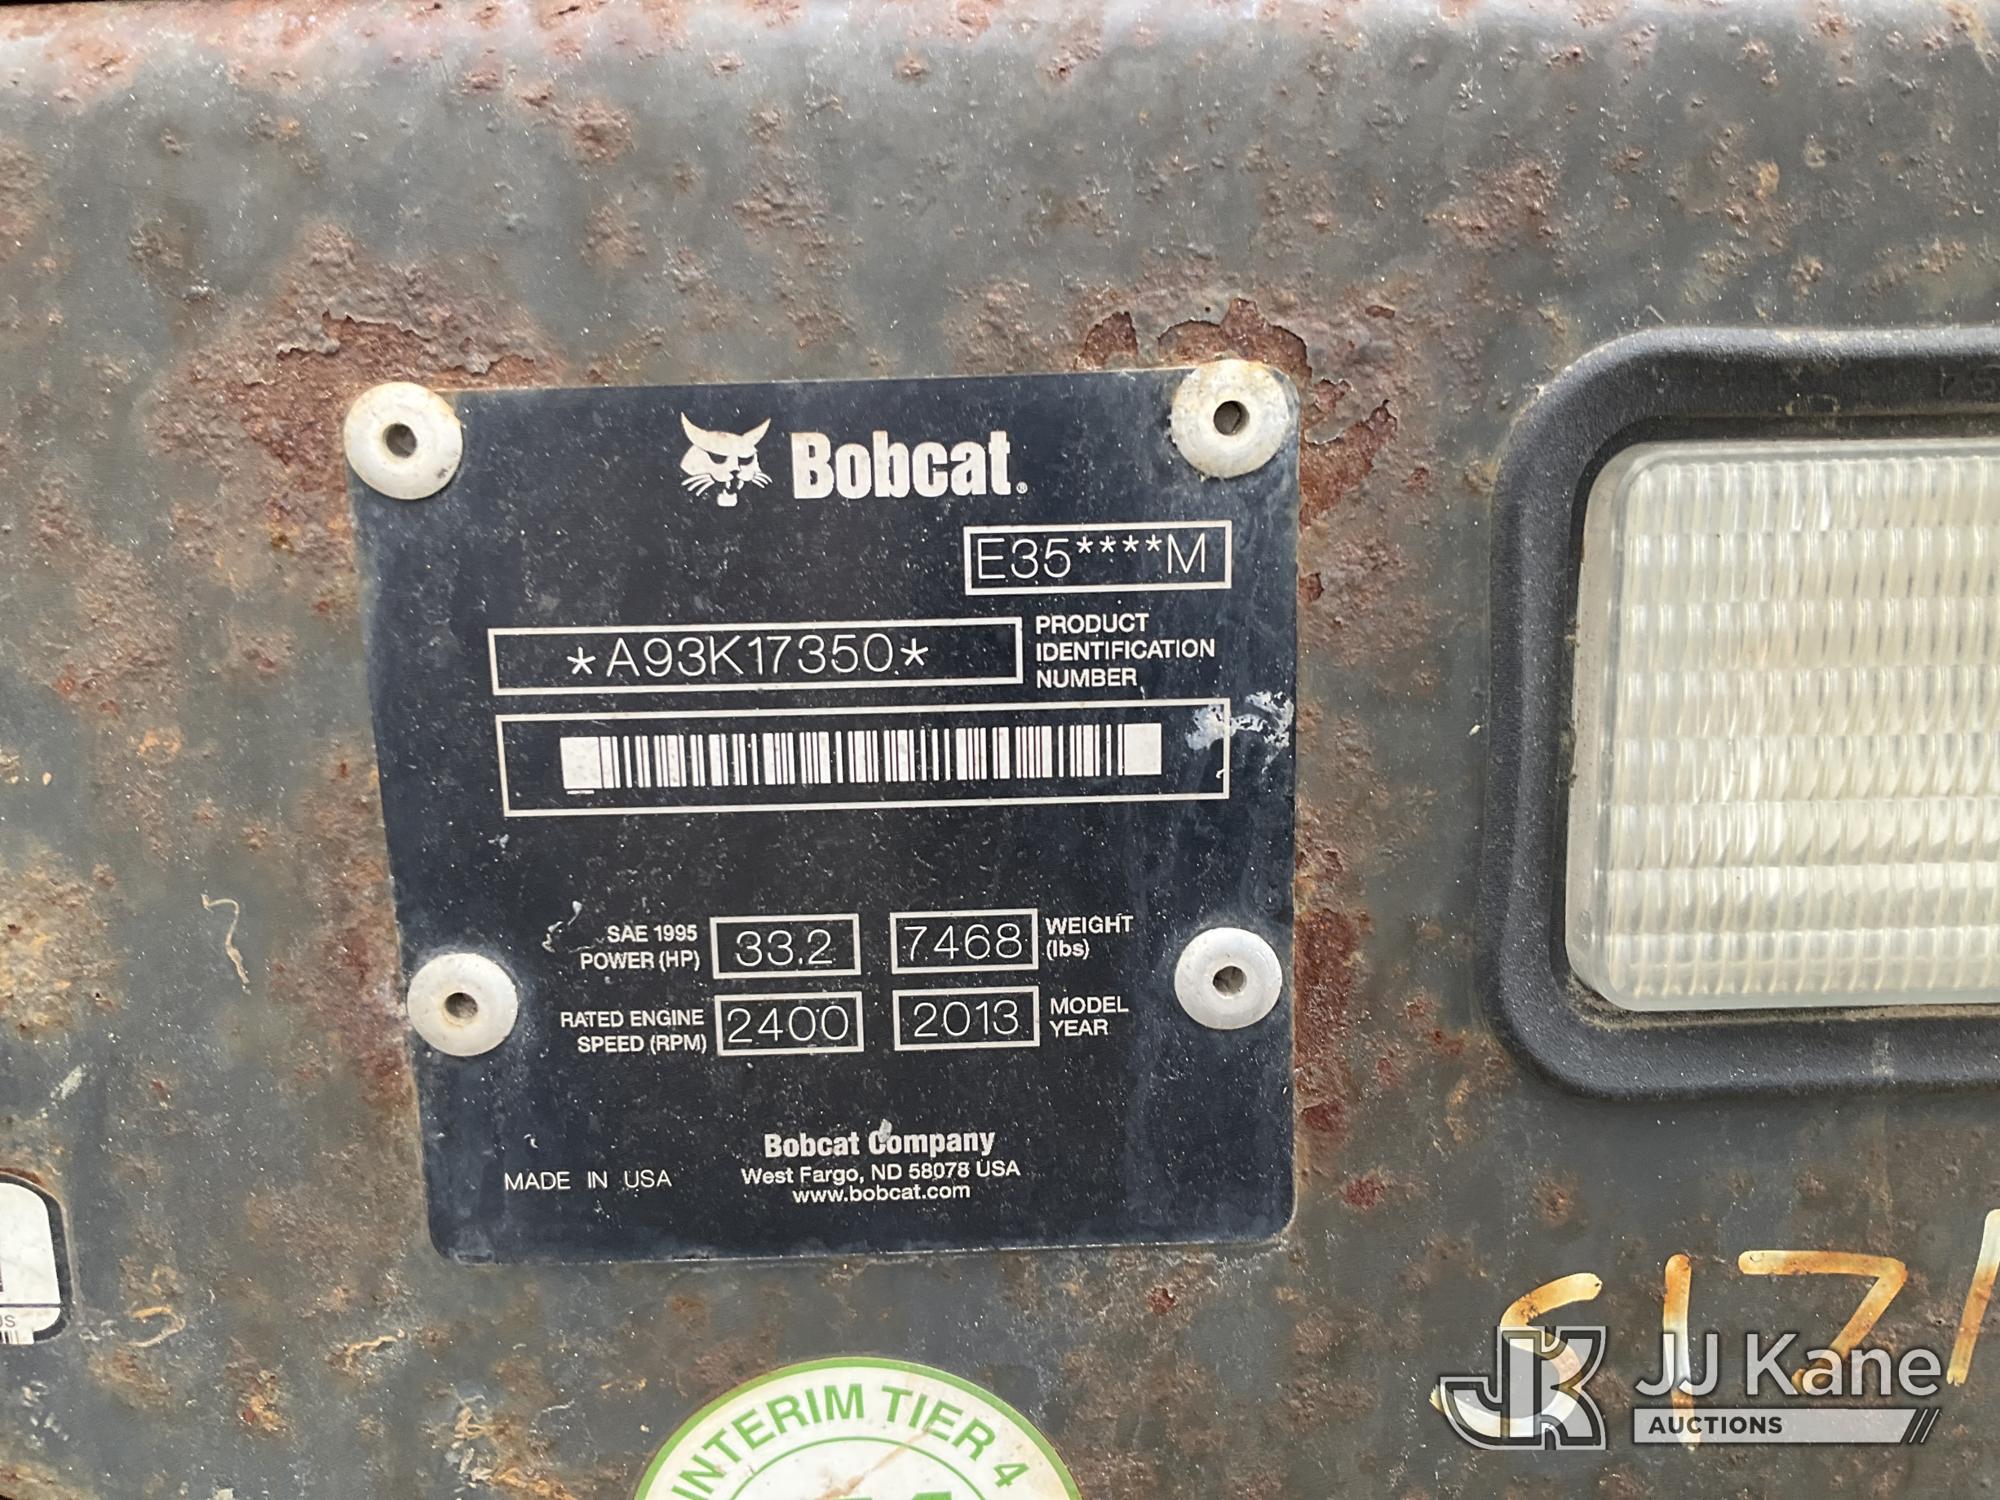 Bobcat®
E35****M
*A93K17350*
PRODUCT
IDENTIFICATION
NUMBER
SAE 1995
POWER (HP)
33.2
7468
WEIGHT
(lbs)
RATED ENGINE
SPEED (RPM)
2400
2013
MODEL
YEAR
Bobcat Company
MADE IN USA
West Fargo, ND 58078 USA
www.bobcat.com
INTERIM TIER 4
S171
JJ Kane
AUCTIONS